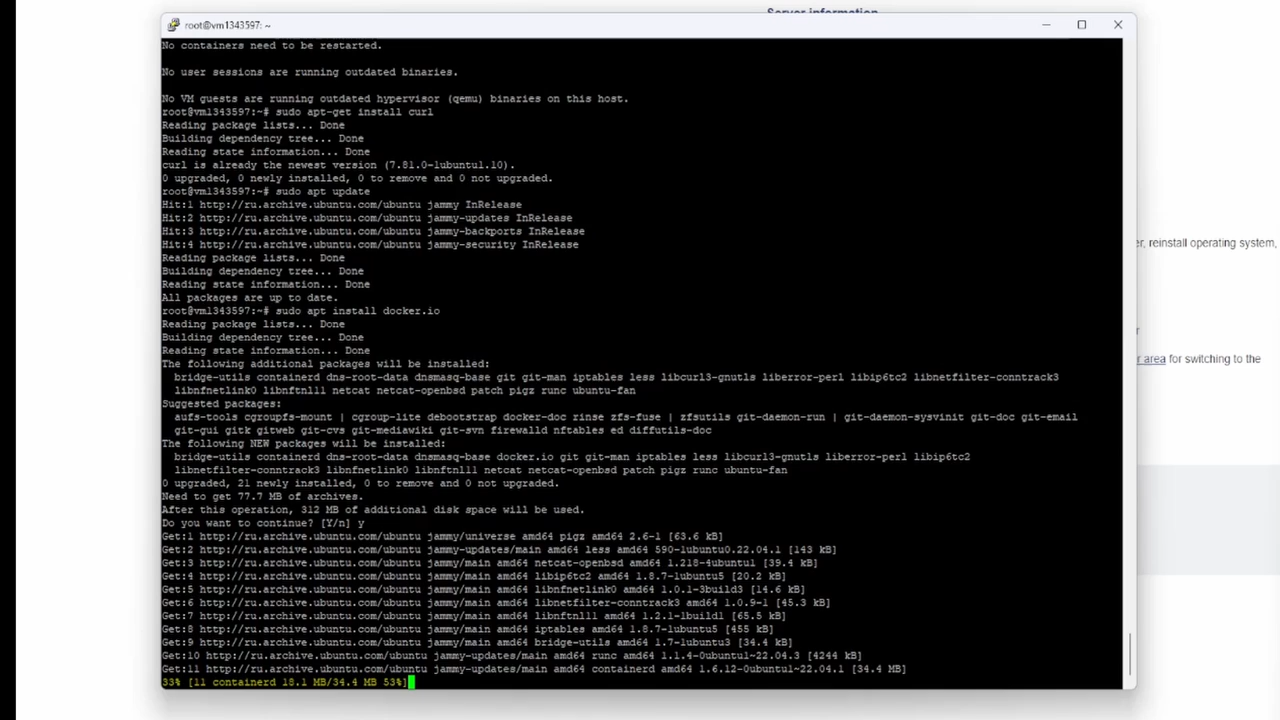 Server information
root@vm1343597: ~
No containers need to be restarted.
No user sessions are running outdated binaries.
No VM guests are running outdated hypervisor (qemu) binaries on this host.
root@vm1343597:~# sudo apt-get install curl
Reading package lists... Done
Building dependency tree... Done
Reading state information... Done
curl is already the newest version (7.81.0-1ubuntu1.10).
0 upgraded, 0 newly installed, 0 to remove and 0 not upgraded.
root@vm1343597:~# sudo apt update
Hit:1 http://ru.archive.ubuntu.com/ubuntu jammy InRelease
Hit:2 http://ru.archive.ubuntu.com/ubuntu jammy-updates InRelease
Hit:3 http://ru.archive.ubuntu.com/ubuntu jammy-backports InRelease
Hit:4 http://ru.archive.ubuntu.com/ubuntu jammy-security InRelease
Reading package lists... Done
Building dependency tree... Done
Reading state information... Done
All packages are up to date.
root@vm1343597:~# sudo apt install docker.io
Reading package lists... Done
Building dependency tree... Done
Reading state information... Done
The following additional packages will be installed:
bridge-utils containerd dns-root-data dnsmasq-base git git-man iptables less libcurl3-gnutls liberror-perl libip6tc2 libnetfilter-conntrack3
libnfnetlink0 libnftnl11 netcat netcat-openbsd patch pigz runc ubuntu-fan
Suggested packages:
aufs-tools cgroupfs-mount | cgroup-lite debootstrap docker-doc rinse zfs-fuse | zfsutils git-daemon-run | git-daemon-sysvinit git-doc git-email
git-gui gitk gitweb git-cvs git-mediawiki git-svn firewalld nftables ed diffutils-doc
The following NEW packages will be installed:
bridge-utils containerd dns-root-data dnsmasq-base docker.io git git-man iptables less libcurl3-gnutls liberror-perl libip6tc2
libnetfilter-conntrack3 libnfnetlink0 libnftnl11 netcat netcat-openbsd patch pigz runc ubuntu-fan
0 upgraded, 21 newly installed, 0 to remove and 0 not upgraded.
Need to get 77.7 MB of archives.
After this operation, 312 MB of additional disk space will be used.
Do you want to continue? [Y/n] y
Get:1 http://ru.archive.ubuntu.com/ubuntu jammy/universe amd64 pigz amd64 2.6-1 [63.6 kB]
Get:2 http://ru.archive.ubuntu.com/ubuntu jammy-updates/main amd64 less amd64 590-1ubuntu0.22.04.1 [143 kB]
Get:3 http://ru.archive.ubuntu.com/ubuntu jammy/main amd64 netcat-openbsd amd64 1.218-4ubuntu1 [39.4 kB]
Get:4 http://ru.archive.ubuntu.com/ubuntu jammy/main amd64 libip6tc2 amd64 1.8.7-1ubuntu5 [20.2 kB]
Get:5 http://ru.archive.ubuntu.com/ubuntu jammy/main amd64 libnfnetlink0 amd64 1.0.1-3build3 [14.6 kB]
Get:6 http://ru.archive.ubuntu.com/ubuntu jammy/main amd64 libnetfilter-conntrack3 amd64 1.0.9-1 [45.3 kB]
Get:7 http://ru.archive.ubuntu.com/ubuntu jammy/main amd64 libnftnl11 amd64 1.2.1-1build1 [65.5 kB]
Get:8 http://ru.archive.ubuntu.com/ubuntu jammy/main amd64 iptables amd64 1.8.7-1ubuntu5 [455 kB]
Get:9 http://ru.archive.ubuntu.com/ubuntu jammy/main amd64 bridge-utils amd64 1.7-1ubuntu3 [34.4 kB]
Get:10 http://ru.archive.ubuntu.com/ubuntu jammy-updates/main amd64 runc amd64 1.1.4-0ubuntu1~22.04.3 [4244 kB]
Get:11 http://ru.archive.ubuntu.com/ubuntu jammy-updates/main amd64 containerd amd64 1.6.12-0ubuntu1~22.04.1 [34.4 MB]
33% [11 containerd 18.1 MB/34.4 MB 53%]
er, reinstall operating system,
r area for switching to the